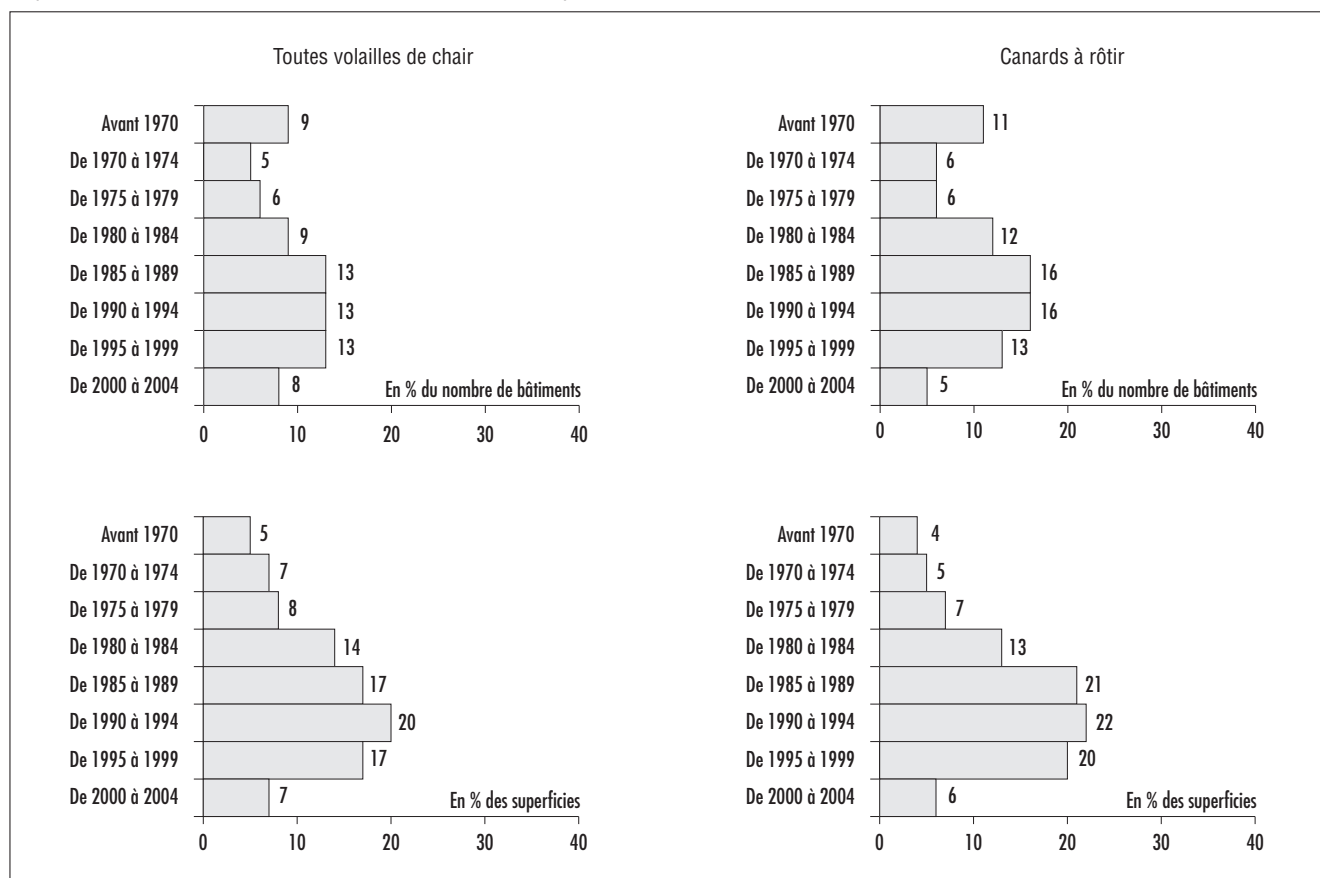 Toutes volailles de chair
Avant 1970 9
De 1970 à 1974 5
De 1975 à 1979 6
De 1980 à 1984 9
De 1985 à 1989 13
De 1990 à 1994 13
De 1995 à 1999 13
De 2000 à 2004 8 En % du nombre de bâtiments
0 10 20 30 40
Canards à rôtir
Avant 1970 11
De 1970 à 1974 6
De 1975 à 1979 6
De 1980 à 1984 12
De 1985 à 1989 16
De 1990 à 1994 16
De 1995 à 1999 13
De 2000 à 2004 5 En % du nombre de bâtiments
0 10 20 30 40
Avant 1970 5
De 1970 à 1974 7
De 1975 à 1979 8
De 1980 à 1984 14
De 1985 à 1989 17
De 1990 à 1994 20
De 1995 à 1999 17
De 2000 à 2004 7 En % des superficies
0 10 20 30 40
Avant 1970 4
De 1970 à 1974 5
De 1975 à 1979 7
De 1980 à 1984 13
De 1985 à 1989 21
De 1990 à 1994 22
De 1995 à 1999 20
De 2000 à 2004 6 En % des superficies
0 10 20 30 40